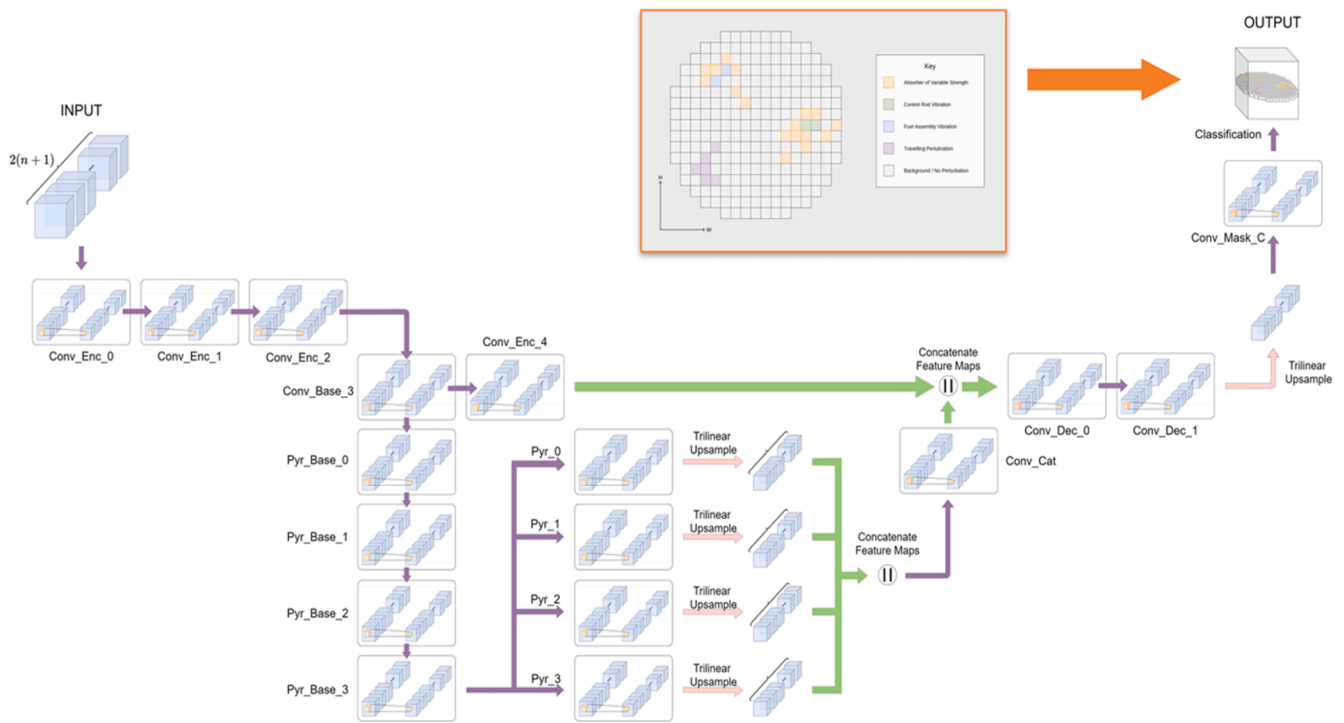 OUTPUT
Key
Absorber of Variable Strength
Control Rod Vibration
Fuel Assembly Vibration
Travelling Pertubration
Background / No Perturbation
H
W
Classification
INPUT
2(n+1)
Conv_Mask_C
Conv_Enc_0
Conv_Enc_1
Conv_Enc_2
Conv_Enc_4
Conv_Base_3
Concatenate
Feature Maps
||
Trilinear
Upsample
Conv_Dec_0
Conv_Dec_1
Pyr_Base_0
Pyr_0
Trilinear
Upsample
Conv_Cat
Pyr_Base_1
Pyr_1
Trilinear
Upsample
Concatenate
Feature Maps
||
Pyr_Base_2
Pyr_2
Trilinear
Upsample
Pyr_Base_3
Pyr_3
Trilinear
Upsample